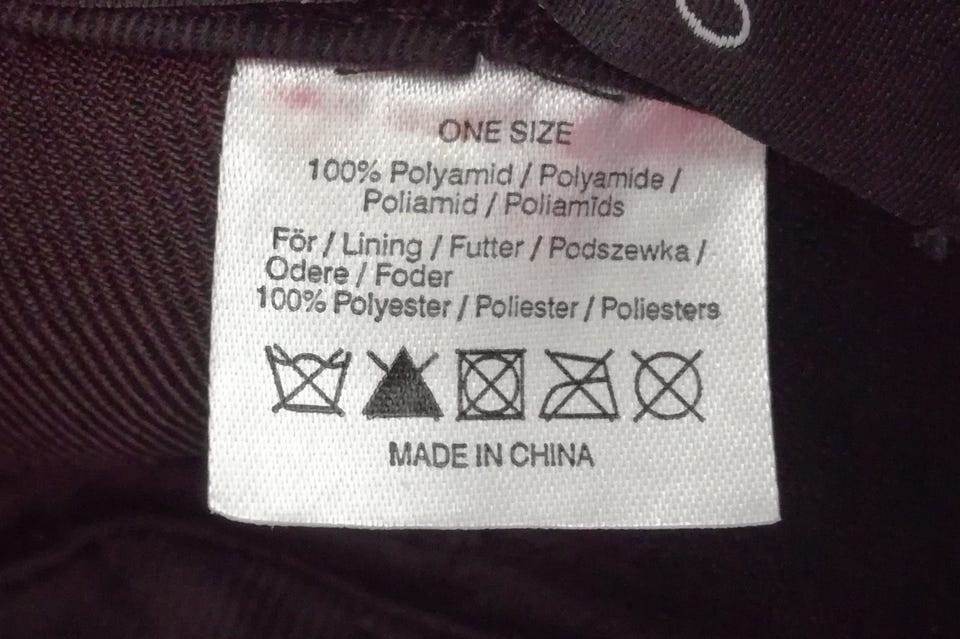 ONE SIZE
100% Polyamid / Polyamide /
Poliamid / Poliamīds
För / Lining / Futter / Podszewka /
Odere / Foder
100% Polyester / Poliester / Poliesters
MADE IN CHINA